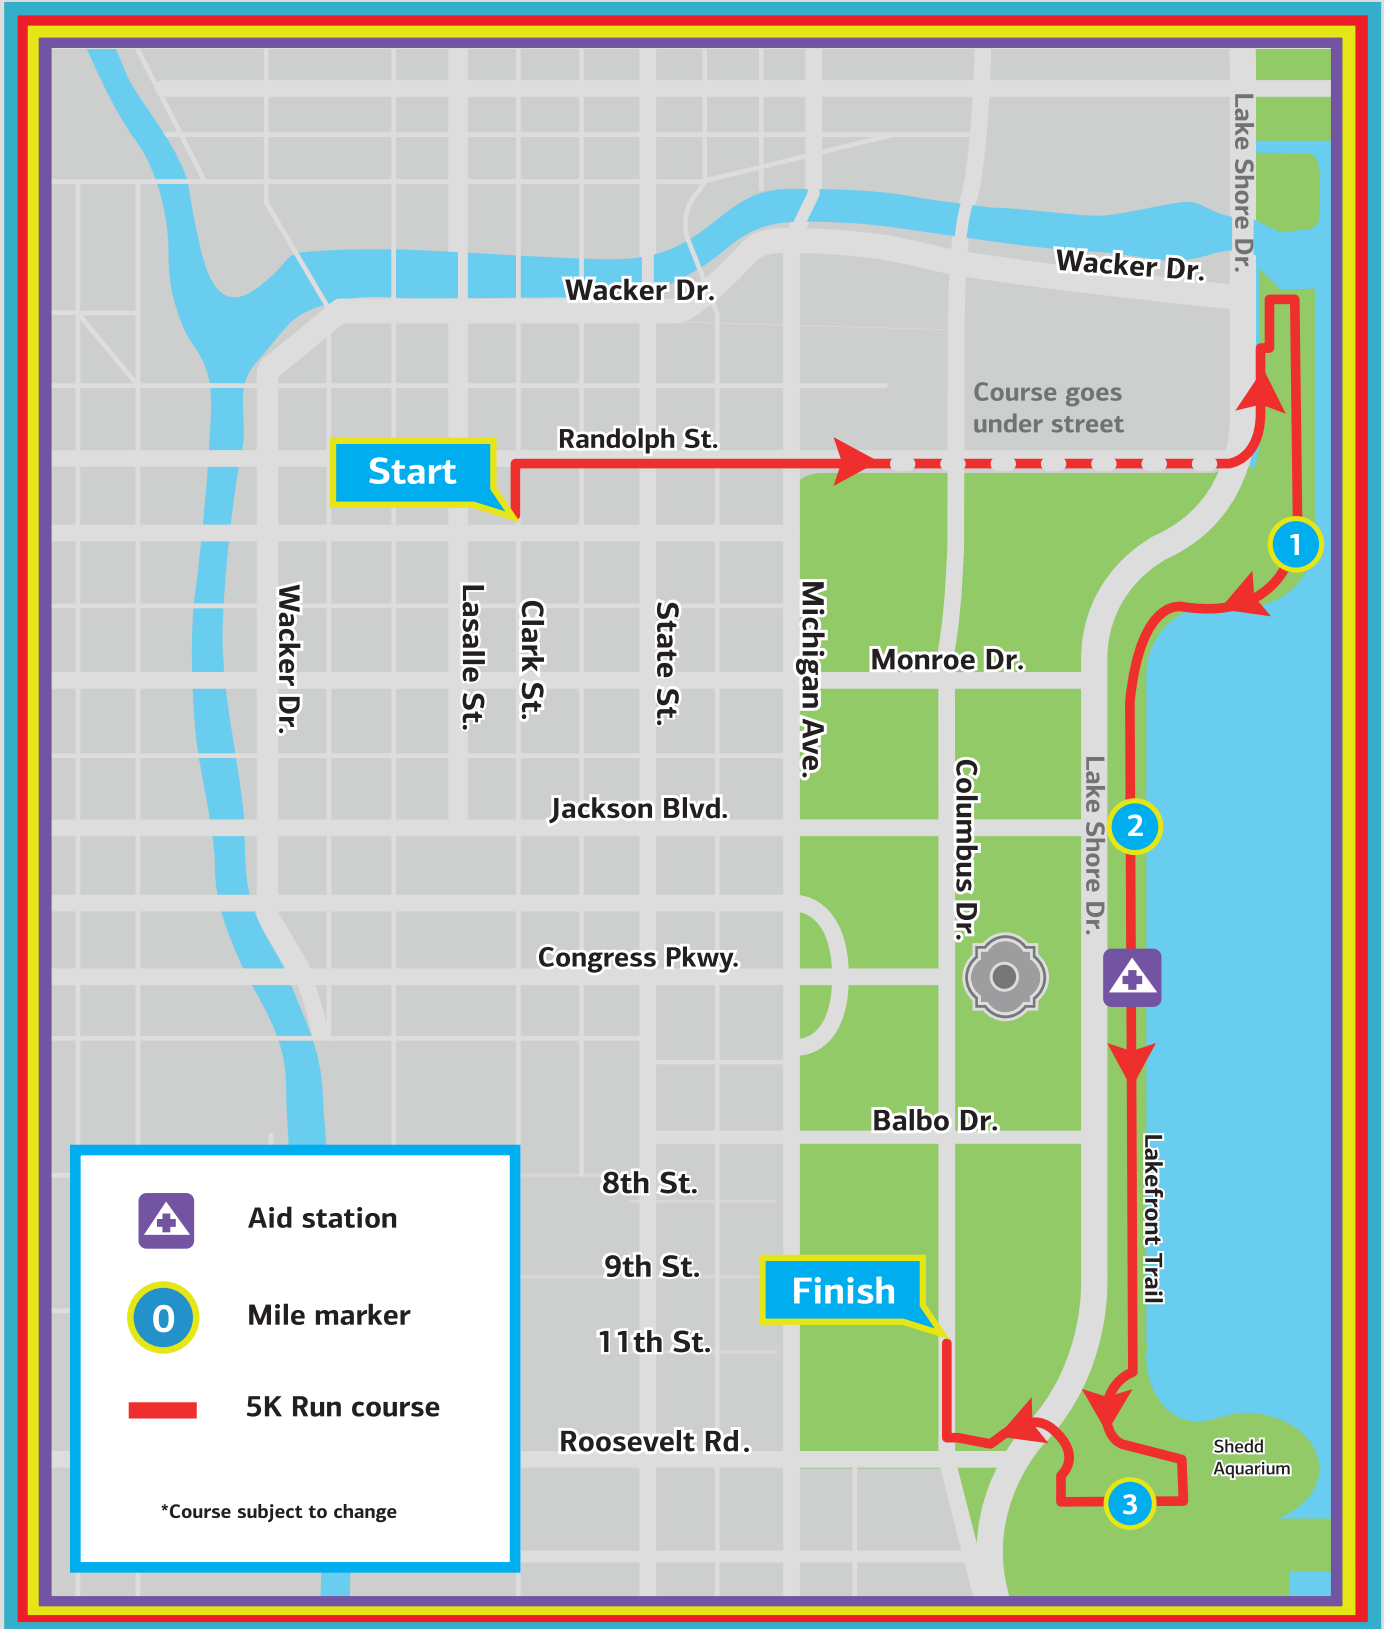 Lake Shore Dr.
Wacker Dr.
Wacker Dr.
Course goes
under street
Randolph St.
Start
1
Wacker Dr.
Lasalle St.
Clark St.
State St.
Michigan Ave.
Monroe Dr.
Columbus Dr.
Lake Shore Dr.
Jackson Blvd.
2
Congress Pkwy.
Balbo Dr.
Lakefront Trail
8th St.
9th St.
Finish
11th St.
Roosevelt Rd.
Shedd
Aquarium
3
Aid station
0
Mile marker
5K Run course
*Course subject to change